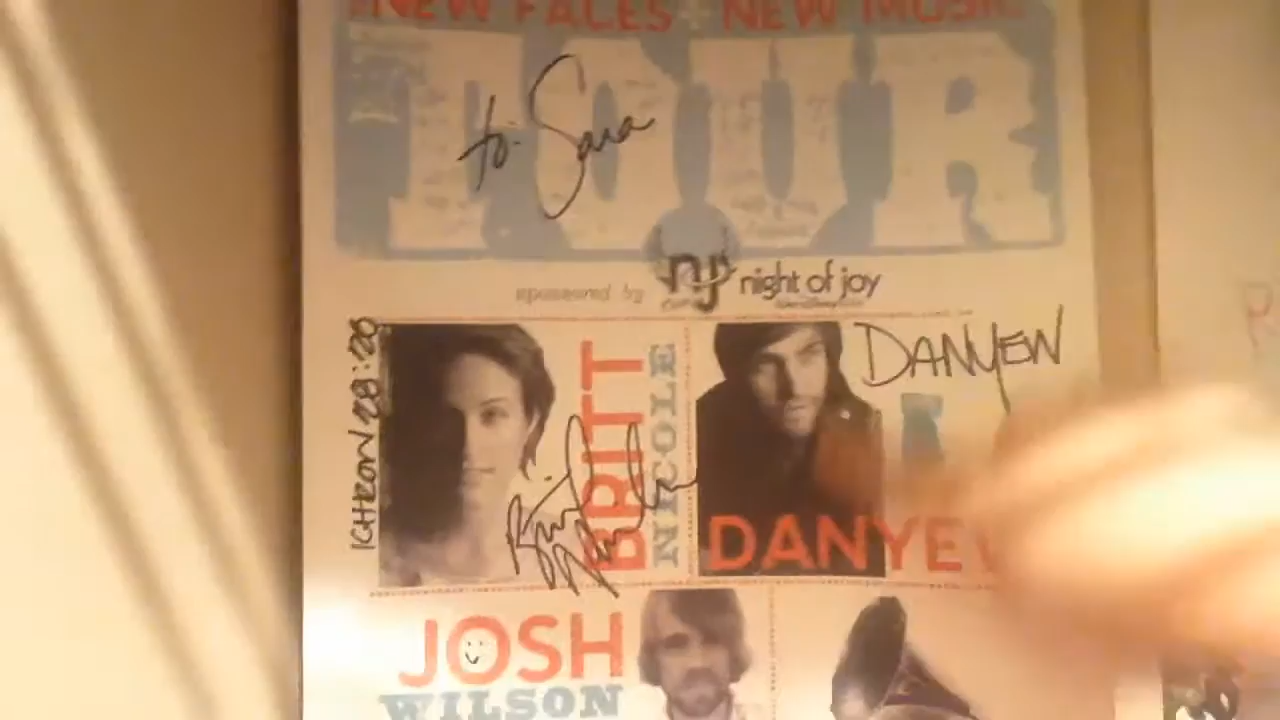 NEW FACES + NEW MUSIC
TOUR
to: Sara
sponsored by
nj night of joy
1CHRON 28:20
BRITT
NICOLE
DANYEW
DANYEW
JOSH
WILSON